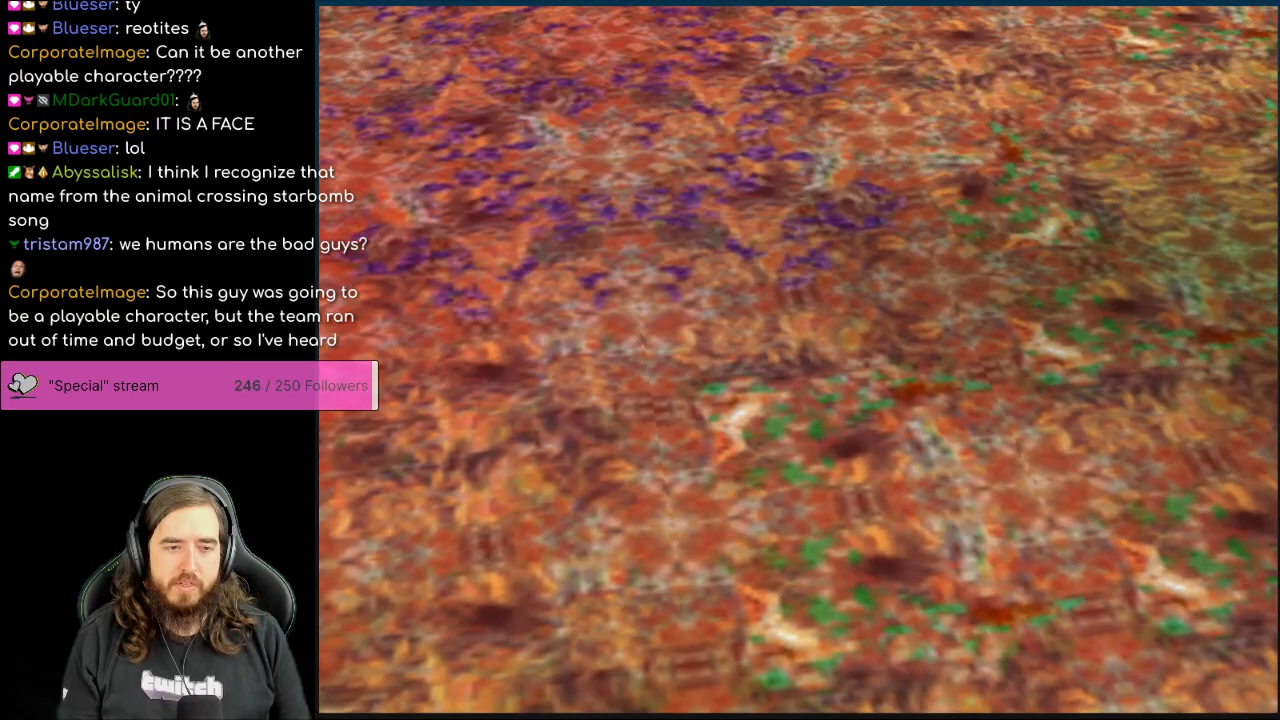 Blueser: ty
Blueser: reotites
CorporateImage: Can it be another
playable character????
MDarkGuard01:
CorporateImage: IT IS A FACE
Blueser: lol
Abyssalisk: I think I recognize that
name from the animal crossing starbomb
song
tristam987: we humans are the bad guys?
CorporateImage: So this guy was going to
be a playable character, but the team ran
out of time and budget, or so I've heard
"Special" stream 246 / 250 Followers
twitch